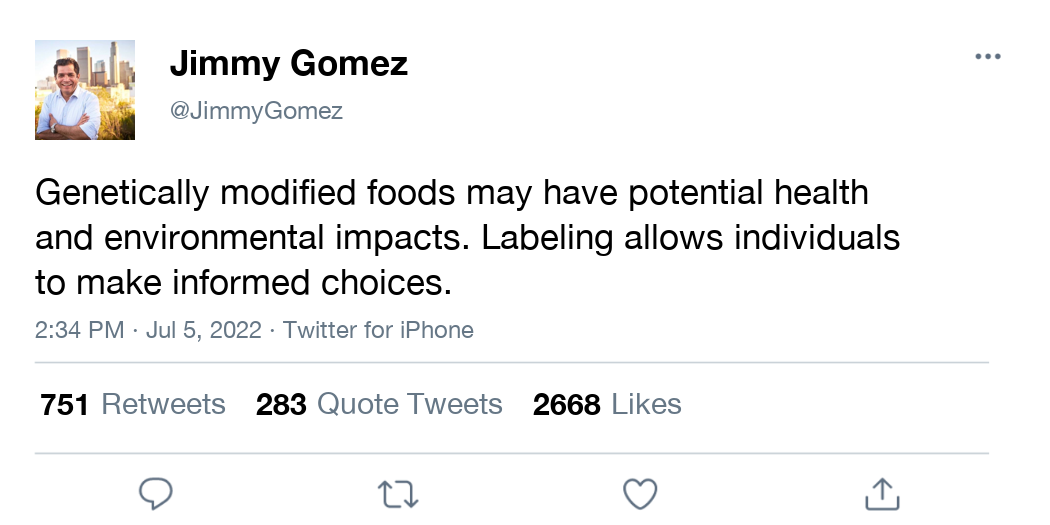 Jimmy Gomez
@JimmyGomez
Genetically modified foods may have potential health
and environmental impacts. Labeling allows individuals
to make informed choices.
2:34 PM · Jul 5, 2022 · Twitter for iPhone
751 Retweets 283 Quote Tweets 2668 Likes